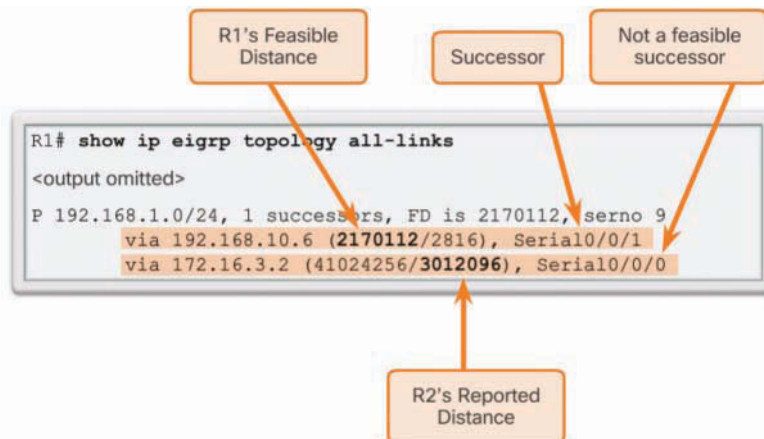 R1's Feasible
Distance
Successor
Not a feasible
successor
R1# show ip eigrp topology all-links
<output omitted>
P 192.168.1.0/24, 1 successors, FD is 2170112, serno 9
via 192.168.10.6 (2170112/2816), Serial0/0/1
via 172.16.3.2 (41024256/3012096), Serial0/0/0
R2's Reported
Distance